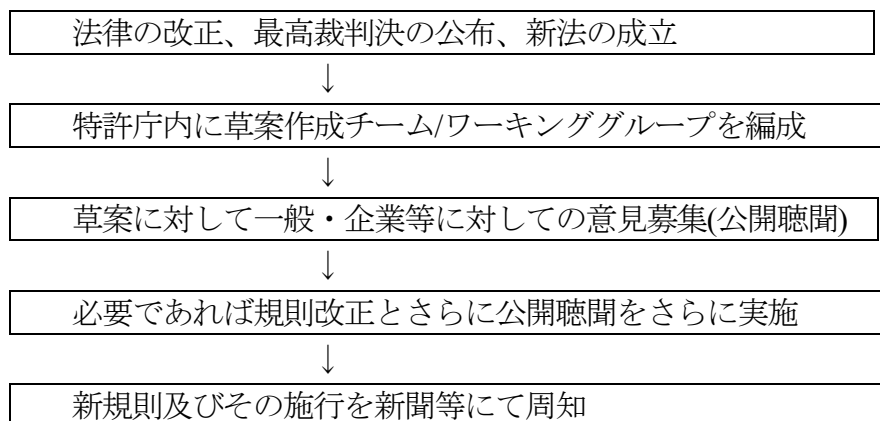 法律の改正、最高裁判決の公布、新法の成立
↓
特許庁内に草案作成チーム/ワーキンググループを編成
↓
草案に対して一般・企業等に対しての意見募集(公開聴聞)
↓
必要であれば規則改正とさらに公開聴聞をさらに実施
↓
新規則及びその施行を新聞等にて周知